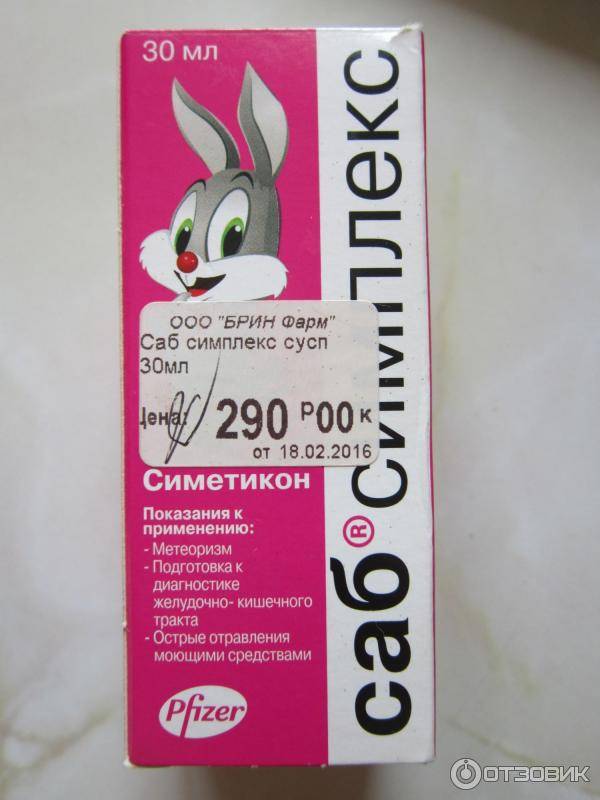 30 мл
саб® симплекс
ООО "БРИН Фарм"
Саб симплекс сусп
30мл
Цена:
290 Р00 к
от 18.02.2016
Симетикон
Показания к
применению:
- Метеоризм
- Подготовка к
диагностике
желудочно- кишечного
тракта
- Острые отравления
моющими средствами
Pfizer
ОТЗОВИК